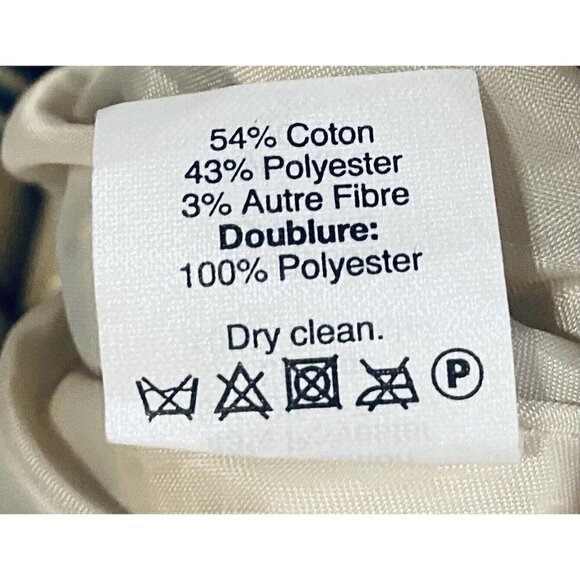 54% Coton
43% Polyester
3% Autre Fibre
Doublure:
100% Polyester
Dry clean.
P